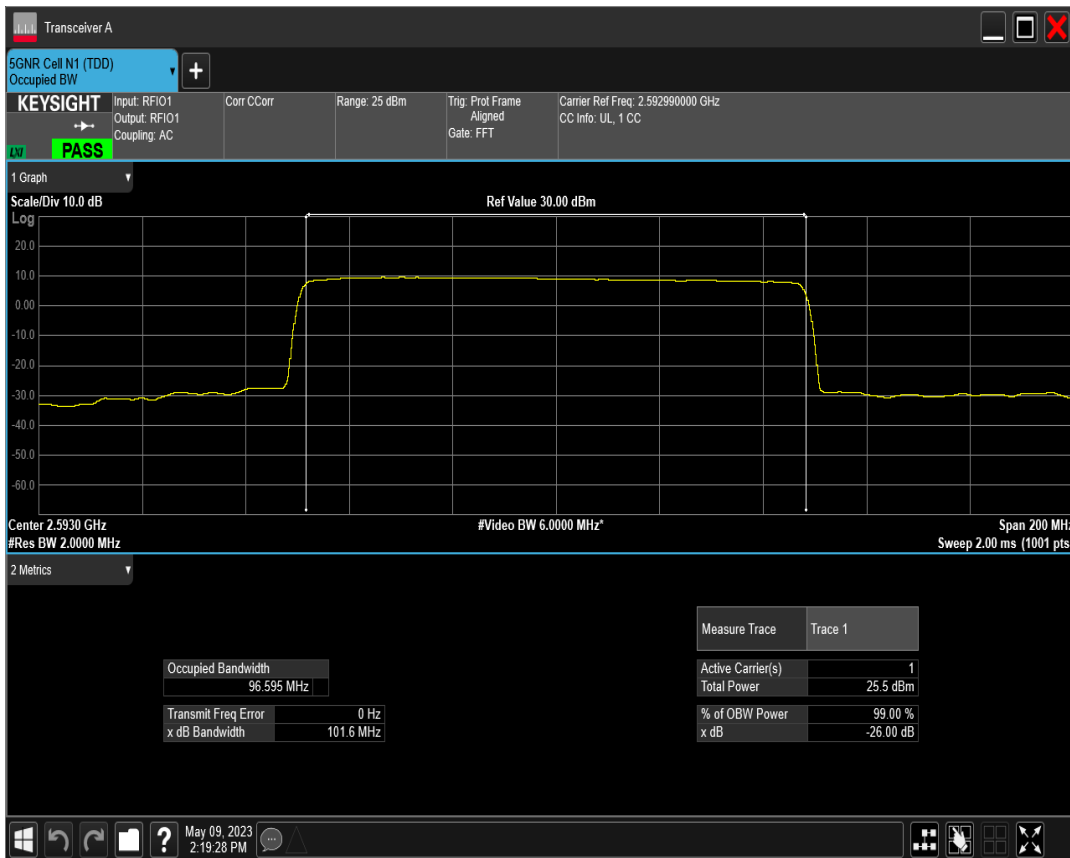 Transceiver A
5GNR Cell N1 (TDD)
Occupied BW
+
KEYSIGHT
LXI
PASS
Input: RFIO1
Output: RFIO1
Coupling: AC
Corr CCorr
Range: 25 dBm
Trig: Prot Frame
Aligned
Gate: FFT
Carrier Ref Freq: 2.592990000 GHz
CC Info: UL, 1 CC
1 Graph
Scale/Div 10.0 dB
Ref Value 30.00 dBm
Log
20.0
10.0
0.00
-10.0
-20.0
-30.0
-40.0
-50.0
-60.0
Center 2.5930 GHz
#Video BW 6.0000 MHz*
Span 200 MHz
#Res BW 2.0000 MHz
Sweep 2.00 ms (1001 pts
2 Metrics
Measure Trace Trace 1
Occupied Bandwidth
96.595 MHz
Active Carrier(s) 1
Total Power 25.5 dBm
Transmit Freq Error 0 Hz
x dB Bandwidth 101.6 MHz
% of OBW Power 99.00 %
x dB -26.00 dB
?
May 09, 2023
2:19:28 PM